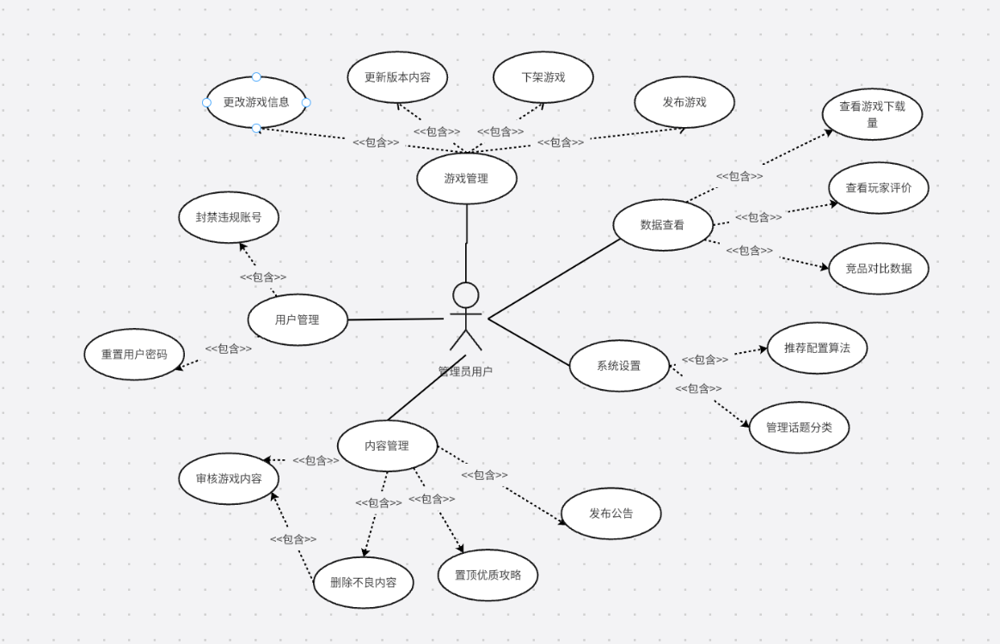 更新版本内容
下架游戏
更改游戏信息
发布游戏
查看游戏下载
量
<<包含>>
<<包含>>
<<包含>>
<<包含>>
游戏管理
<<包含>>
查看玩家评价
封禁违规账号
<<包含>>
数据查看
<<包含>>
竞品对比数据
<<包含>>
用户管理
<<包含>>
重置用户密码
推荐配置算法
<<包含>>
系统设置
管理员用户
<<包含>>
管理话题分类
内容管理
<<包含>>
审核游戏内容
<<包含>>
<<包含>>
<<包含>>
发布公告
<<包含>>
删除不良内容
置顶优质攻略